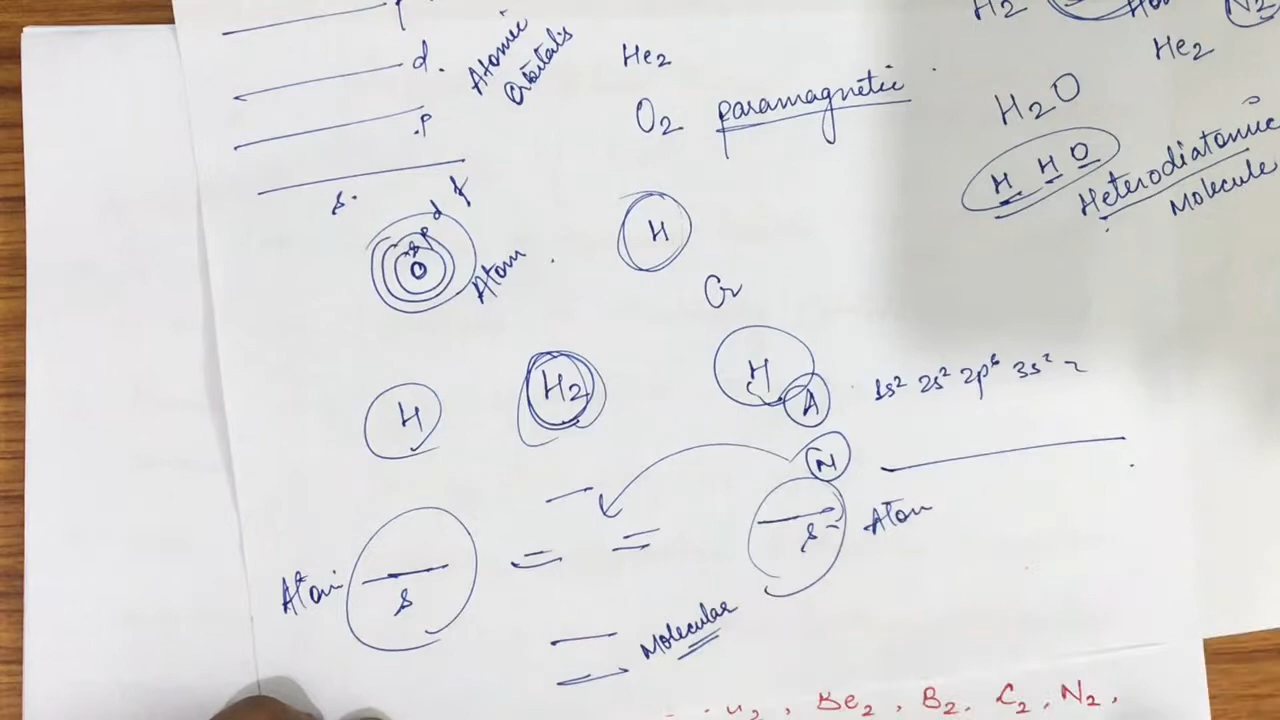 f.
d.
.p
s.
Atomic
Orbitals
He2
O2 paramagnetic
H2
N2
He2
H2O
H H O
Heterodiatomic
Molecule
s p d f
O
Atom
H
H
H2
H
A
1s² 2s² 2p⁶ 3s²
N
Atom
s
s
Atom
Molecular
Be2, B2, C2, N2,